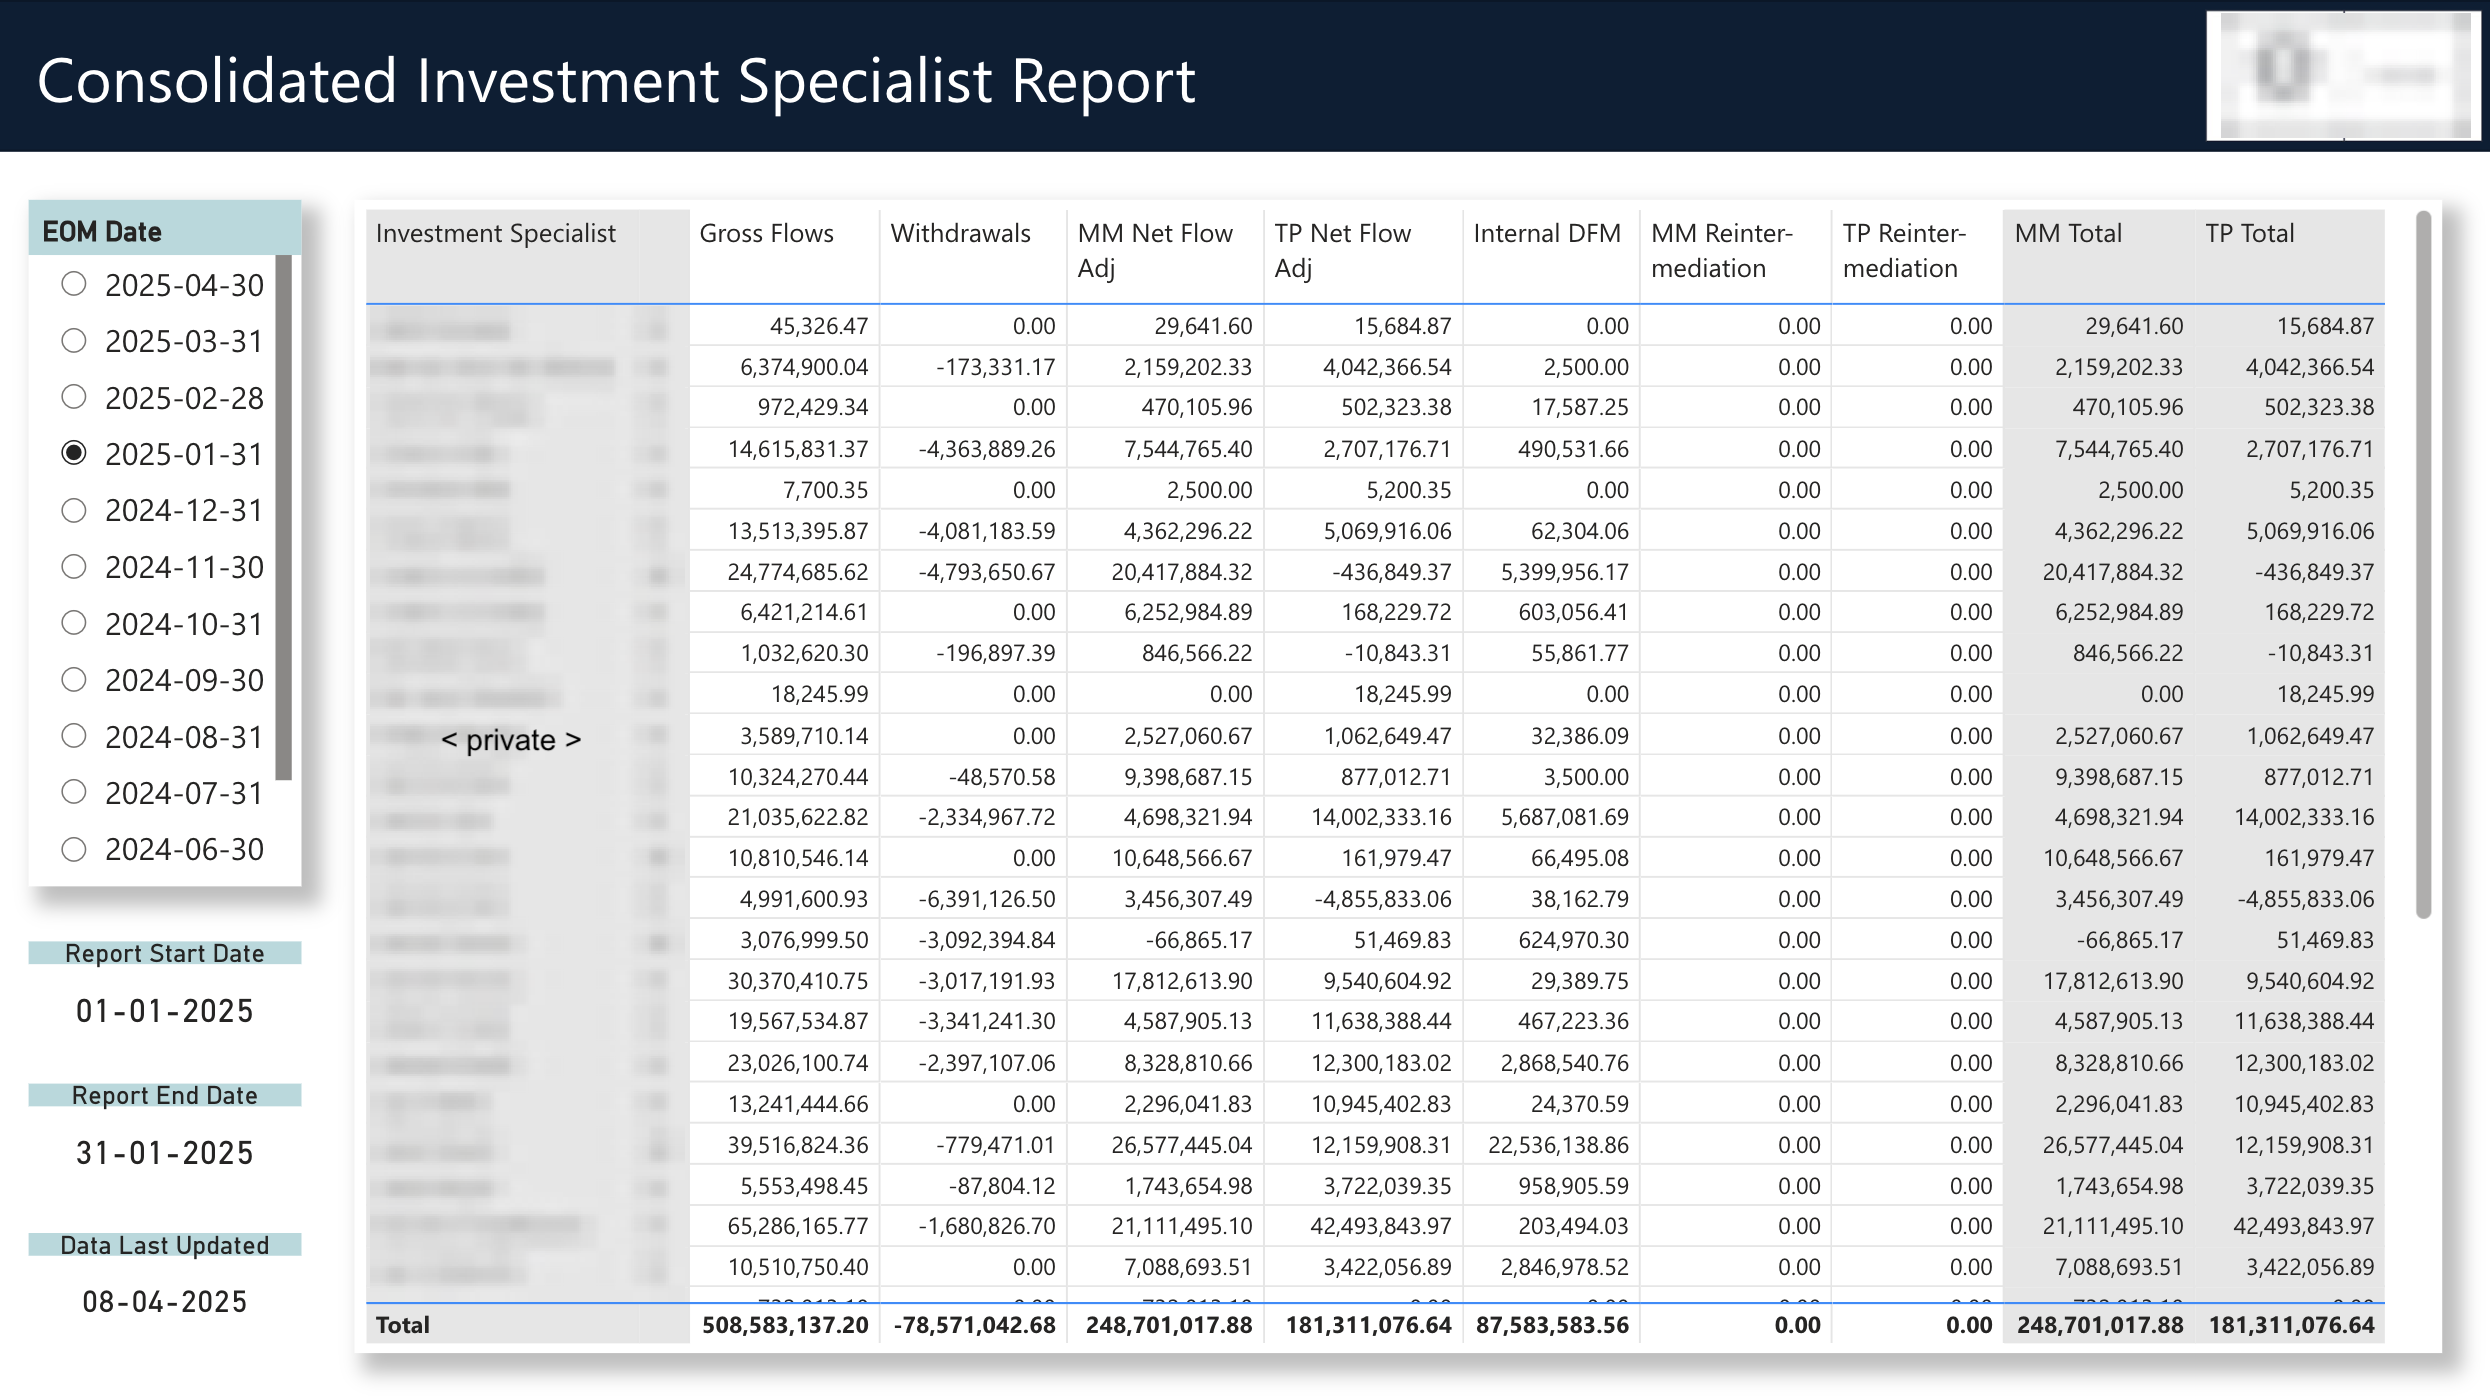 Consolidated Investment Specialist Report
EOM Date
2025-04-30
2025-03-31
2025-02-28
2025-01-31
2024-12-31
2024-11-30
2024-10-31
2024-09-30
2024-08-31
2024-07-31
2024-06-30
Report Start Date
01-01-2025
Report End Date
31-01-2025
Data Last Updated
08-04-2025
Investment Specialist Gross Flows Withdrawals MM Net Flow Adj TP Net Flow Adj Internal DFM MM Reinter-mediation TP Reinter-mediation MM Total TP Total
45,326.47 0.00 29,641.60 15,684.87 0.00 0.00 0.00 29,641.60 15,684.87
6,374,900.04 -173,331.17 2,159,202.33 4,042,366.54 2,500.00 0.00 0.00 2,159,202.33 4,042,366.54
972,429.34 0.00 470,105.96 502,323.38 17,587.25 0.00 0.00 470,105.96 502,323.38
14,615,831.37 -4,363,889.26 7,544,765.40 2,707,176.71 490,531.66 0.00 0.00 7,544,765.40 2,707,176.71
7,700.35 0.00 2,500.00 5,200.35 0.00 0.00 0.00 2,500.00 5,200.35
13,513,395.87 -4,081,183.59 4,362,296.22 5,069,916.06 62,304.06 0.00 0.00 4,362,296.22 5,069,916.06
24,774,685.62 -4,793,650.67 20,417,884.32 -436,849.37 5,399,956.17 0.00 0.00 20,417,884.32 -436,849.37
6,421,214.61 0.00 6,252,984.89 168,229.72 603,056.41 0.00 0.00 6,252,984.89 168,229.72
1,032,620.30 -196,897.39 846,566.22 -10,843.31 55,861.77 0.00 0.00 846,566.22 -10,843.31
18,245.99 0.00 0.00 18,245.99 0.00 0.00 0.00 0.00 18,245.99
< private > 3,589,710.14 0.00 2,527,060.67 1,062,649.47 32,386.09 0.00 0.00 2,527,060.67 1,062,649.47
10,324,270.44 -48,570.58 9,398,687.15 877,012.71 3,500.00 0.00 0.00 9,398,687.15 877,012.71
21,035,622.82 -2,334,967.72 4,698,321.94 14,002,333.16 5,687,081.69 0.00 0.00 4,698,321.94 14,002,333.16
10,810,546.14 0.00 10,648,566.67 161,979.47 66,495.08 0.00 0.00 10,648,566.67 161,979.47
4,991,600.93 -6,391,126.50 3,456,307.49 -4,855,833.06 38,162.79 0.00 0.00 3,456,307.49 -4,855,833.06
3,076,999.50 -3,092,394.84 -66,865.17 51,469.83 624,970.30 0.00 0.00 -66,865.17 51,469.83
30,370,410.75 -3,017,191.93 17,812,613.90 9,540,604.92 29,389.75 0.00 0.00 17,812,613.90 9,540,604.92
19,567,534.87 -3,341,241.30 4,587,905.13 11,638,388.44 467,223.36 0.00 0.00 4,587,905.13 11,638,388.44
23,026,100.74 -2,397,107.06 8,328,810.66 12,300,183.02 2,868,540.76 0.00 0.00 8,328,810.66 12,300,183.02
13,241,444.66 0.00 2,296,041.83 10,945,402.83 24,370.59 0.00 0.00 2,296,041.83 10,945,402.83
39,516,824.36 -779,471.01 26,577,445.04 12,159,908.31 22,536,138.86 0.00 0.00 26,577,445.04 12,159,908.31
5,553,498.45 -87,804.12 1,743,654.98 3,722,039.35 958,905.59 0.00 0.00 1,743,654.98 3,722,039.35
65,286,165.77 -1,680,826.70 21,111,495.10 42,493,843.97 203,494.03 0.00 0.00 21,111,495.10 42,493,843.97
10,510,750.40 0.00 7,088,693.51 3,422,056.89 2,846,978.52 0.00 0.00 7,088,693.51 3,422,056.89
Total 508,583,137.20 -78,571,042.68 248,701,017.88 181,311,076.64 87,583,583.56 0.00 0.00 248,701,017.88 181,311,076.64